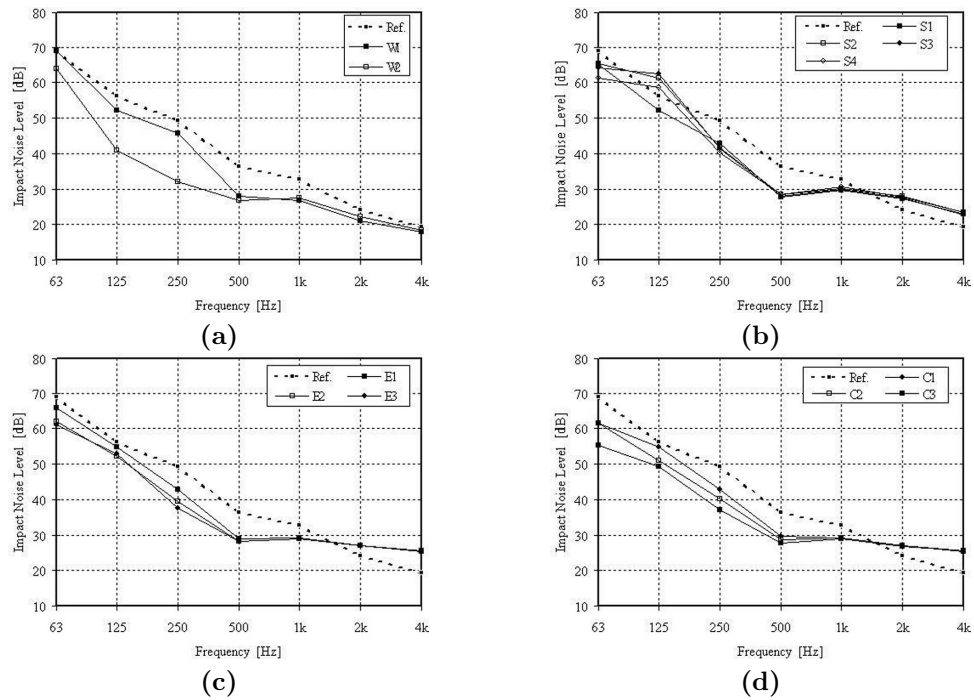 80
70
60
50
40
30
20
10
Impact Noise Level [dB]
Ref.
W1
W2
63 125 250 500 1k 2k 4k
Frequency [Hz]
(a)
80
70
60
50
40
30
20
10
Impact Noise Level [dB]
Ref. S1
S2 S3
S4
63 125 250 500 1k 2k 4k
Frequency [Hz]
(b)
80
70
60
50
40
30
20
10
Impact Noise Level [dB]
Ref. E1
E2 E3
63 125 250 500 1k 2k 4k
Frequency [Hz]
(c)
80
70
60
50
40
30
20
10
Impact Noise Level [dB]
Ref. C1
C2 C3
63 125 250 500 1k 2k 4k
Frequency [Hz]
(d)